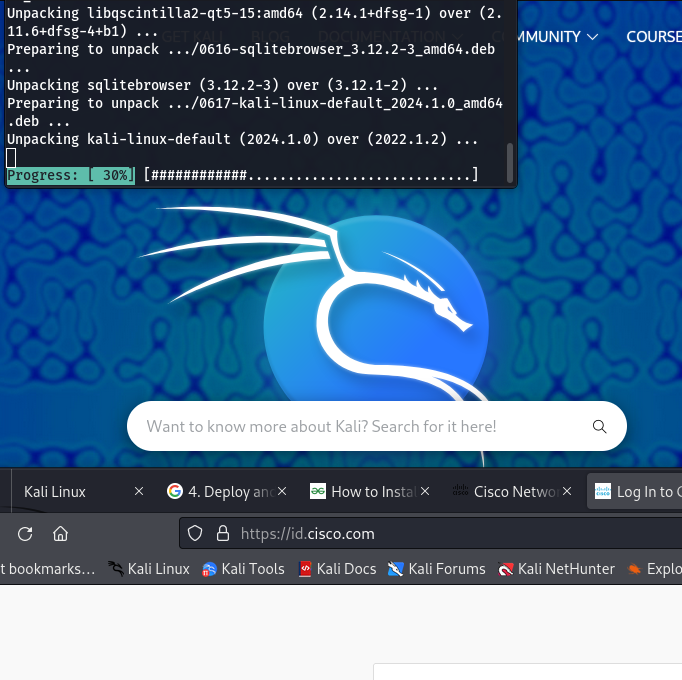 Unpacking libqscintilla2-qt5-15:amd64 (2.14.1+dfsg-1) over (2.
11.6+dfsg-4+b1) ...
Preparing to unpack .../0616-sqlitebrowser_3.12.2-3_amd64.deb
...
Unpacking sqlitebrowser (3.12.2-3) over (3.12.1-2) ...
Preparing to unpack .../0617-kali-linux-default_2024.1.0_amd64
.deb ...
Unpacking kali-linux-default (2024.1.0) over (2022.1.2) ...
Progress: [ 30%] [############............................]
GET KALI BLOG DOCUMENTATION COMMUNITY COURSE
Want to know more about Kali? Search for it here!
Kali Linux 4. Deploy and How to Instal Cisco Networ Log In to C
https://id.cisco.com
t bookmarks... Kali Linux Kali Tools Kali Docs Kali Forums Kali NetHunter Explo